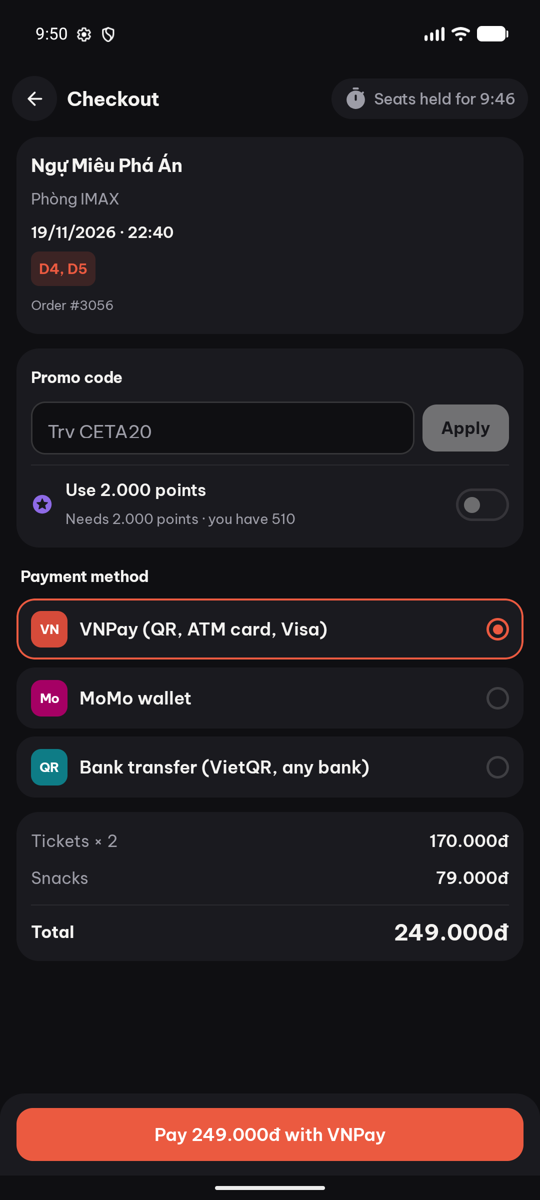 9:50
Checkout
Seats held for 9:46
Ngự Miêu Phá Án
Phòng IMAX
19/11/2026 · 22:40
D4, D5
Order #3056
Promo code
Trv CETA20
Apply
Use 2.000 points
Needs 2.000 points · you have 510
Payment method
VN
VNPay (QR, ATM card, Visa)
Mo
MoMo wallet
QR
Bank transfer (VietQR, any bank)
Tickets × 2
170.000đ
Snacks
79.000đ
Total
249.000đ
Pay 249.000đ with VNPay